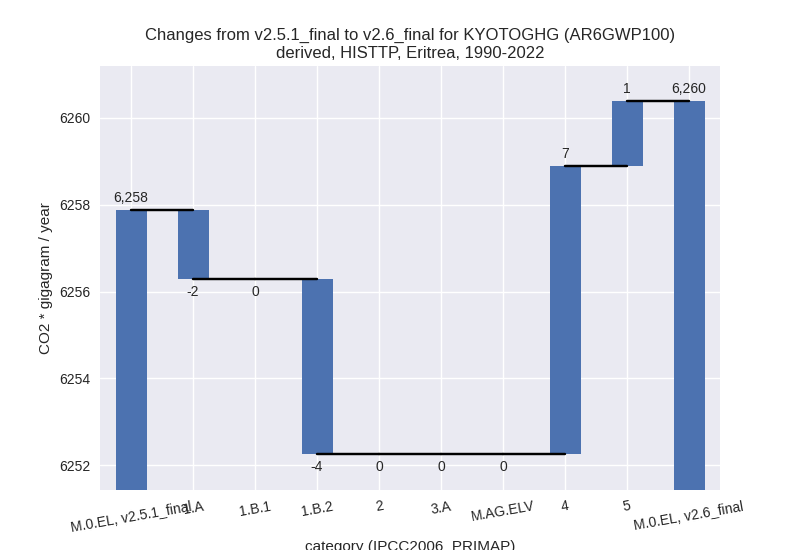 Changes from v2.5.1_final to v2.6_final for KYOTOGHG (AR6GWP100)
derived, HISTTP, Eritrea, 1990-2022
6260
6258
6256
6254
6252
CO2 * gigagram / year
6,258
-2
0
-4
0
0
0
7
1
6,260
M.0.EL, v2.5.1_final
1.A
1.B.1
1.B.2
2
3.A
M.AG.ELV
4
5
M.0.EL, v2.6_final
category (IPCC2006_PRIMAP)